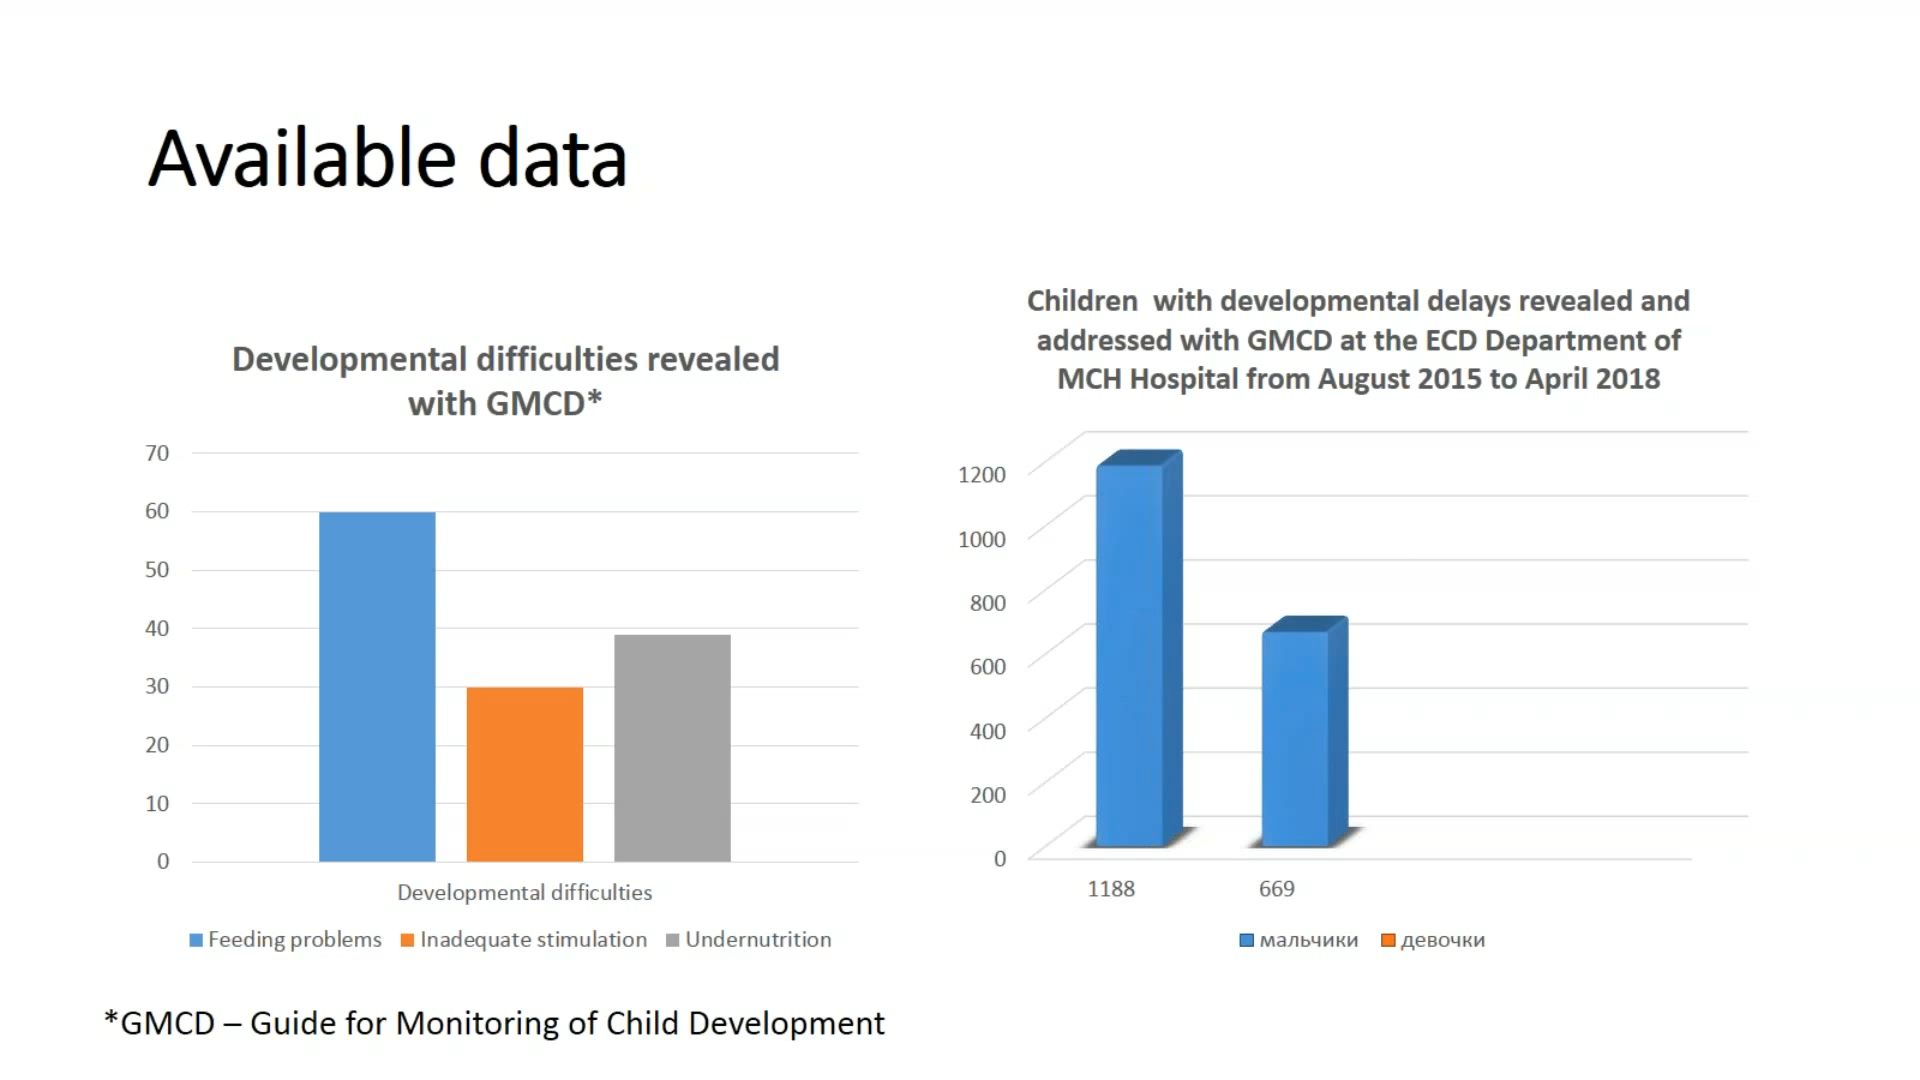 Available data
Developmental difficulties revealed
with GMCD*
70
60
50
40
30
20
10
0
Developmental difficulties
Feeding problems Inadequate stimulation Undernutrition
Children with developmental delays revealed and
addressed with GMCD at the ECD Department of
MCH Hospital from August 2015 to April 2018
1200
1000
800
600
400
200
0
1188 669
мальчики девочки
*GMCD – Guide for Monitoring of Child Development